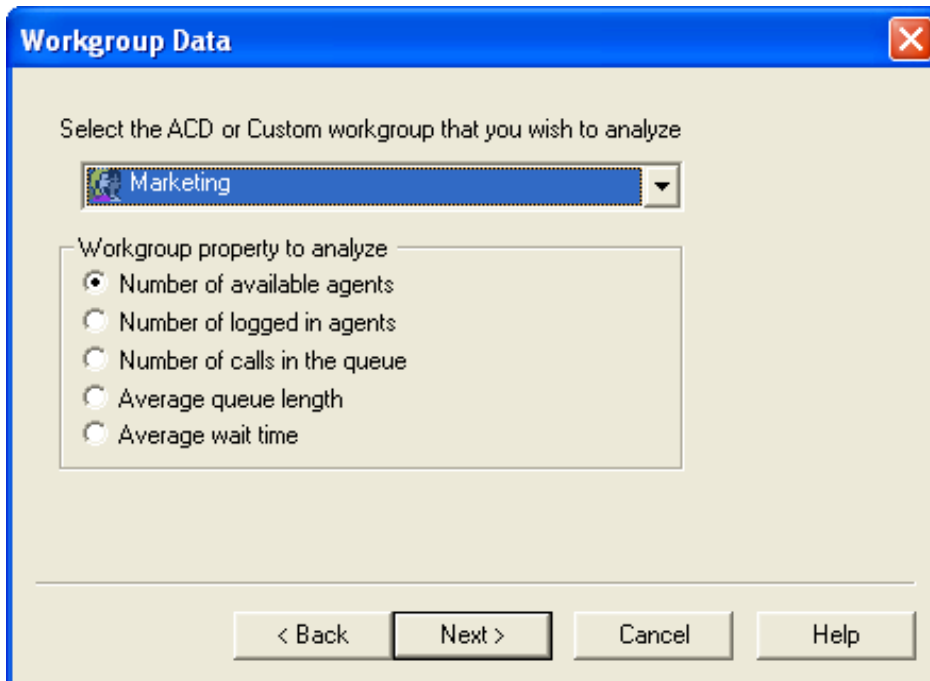 Workgroup Data
Select the ACD or Custom workgroup that you wish to analyze
Marketing
Workgroup property to analyze
Number of available agents
Number of logged in agents
Number of calls in the queue
Average queue length
Average wait time
< Back Next > Cancel Help